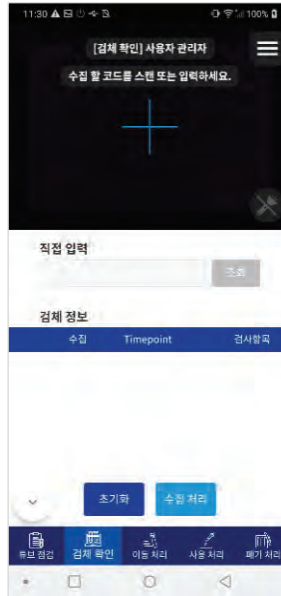 11:30 100%
[검체 확인] 사용자 관리자
수집 할 코드를 스캔 또는 입력하세요.
직접 입력
조회
검체 정보
수집 Timepoint 검사항목
초기화 수집 처리
튜브 점검 검체 확인 이동 처리 사용 처리 폐기 처리